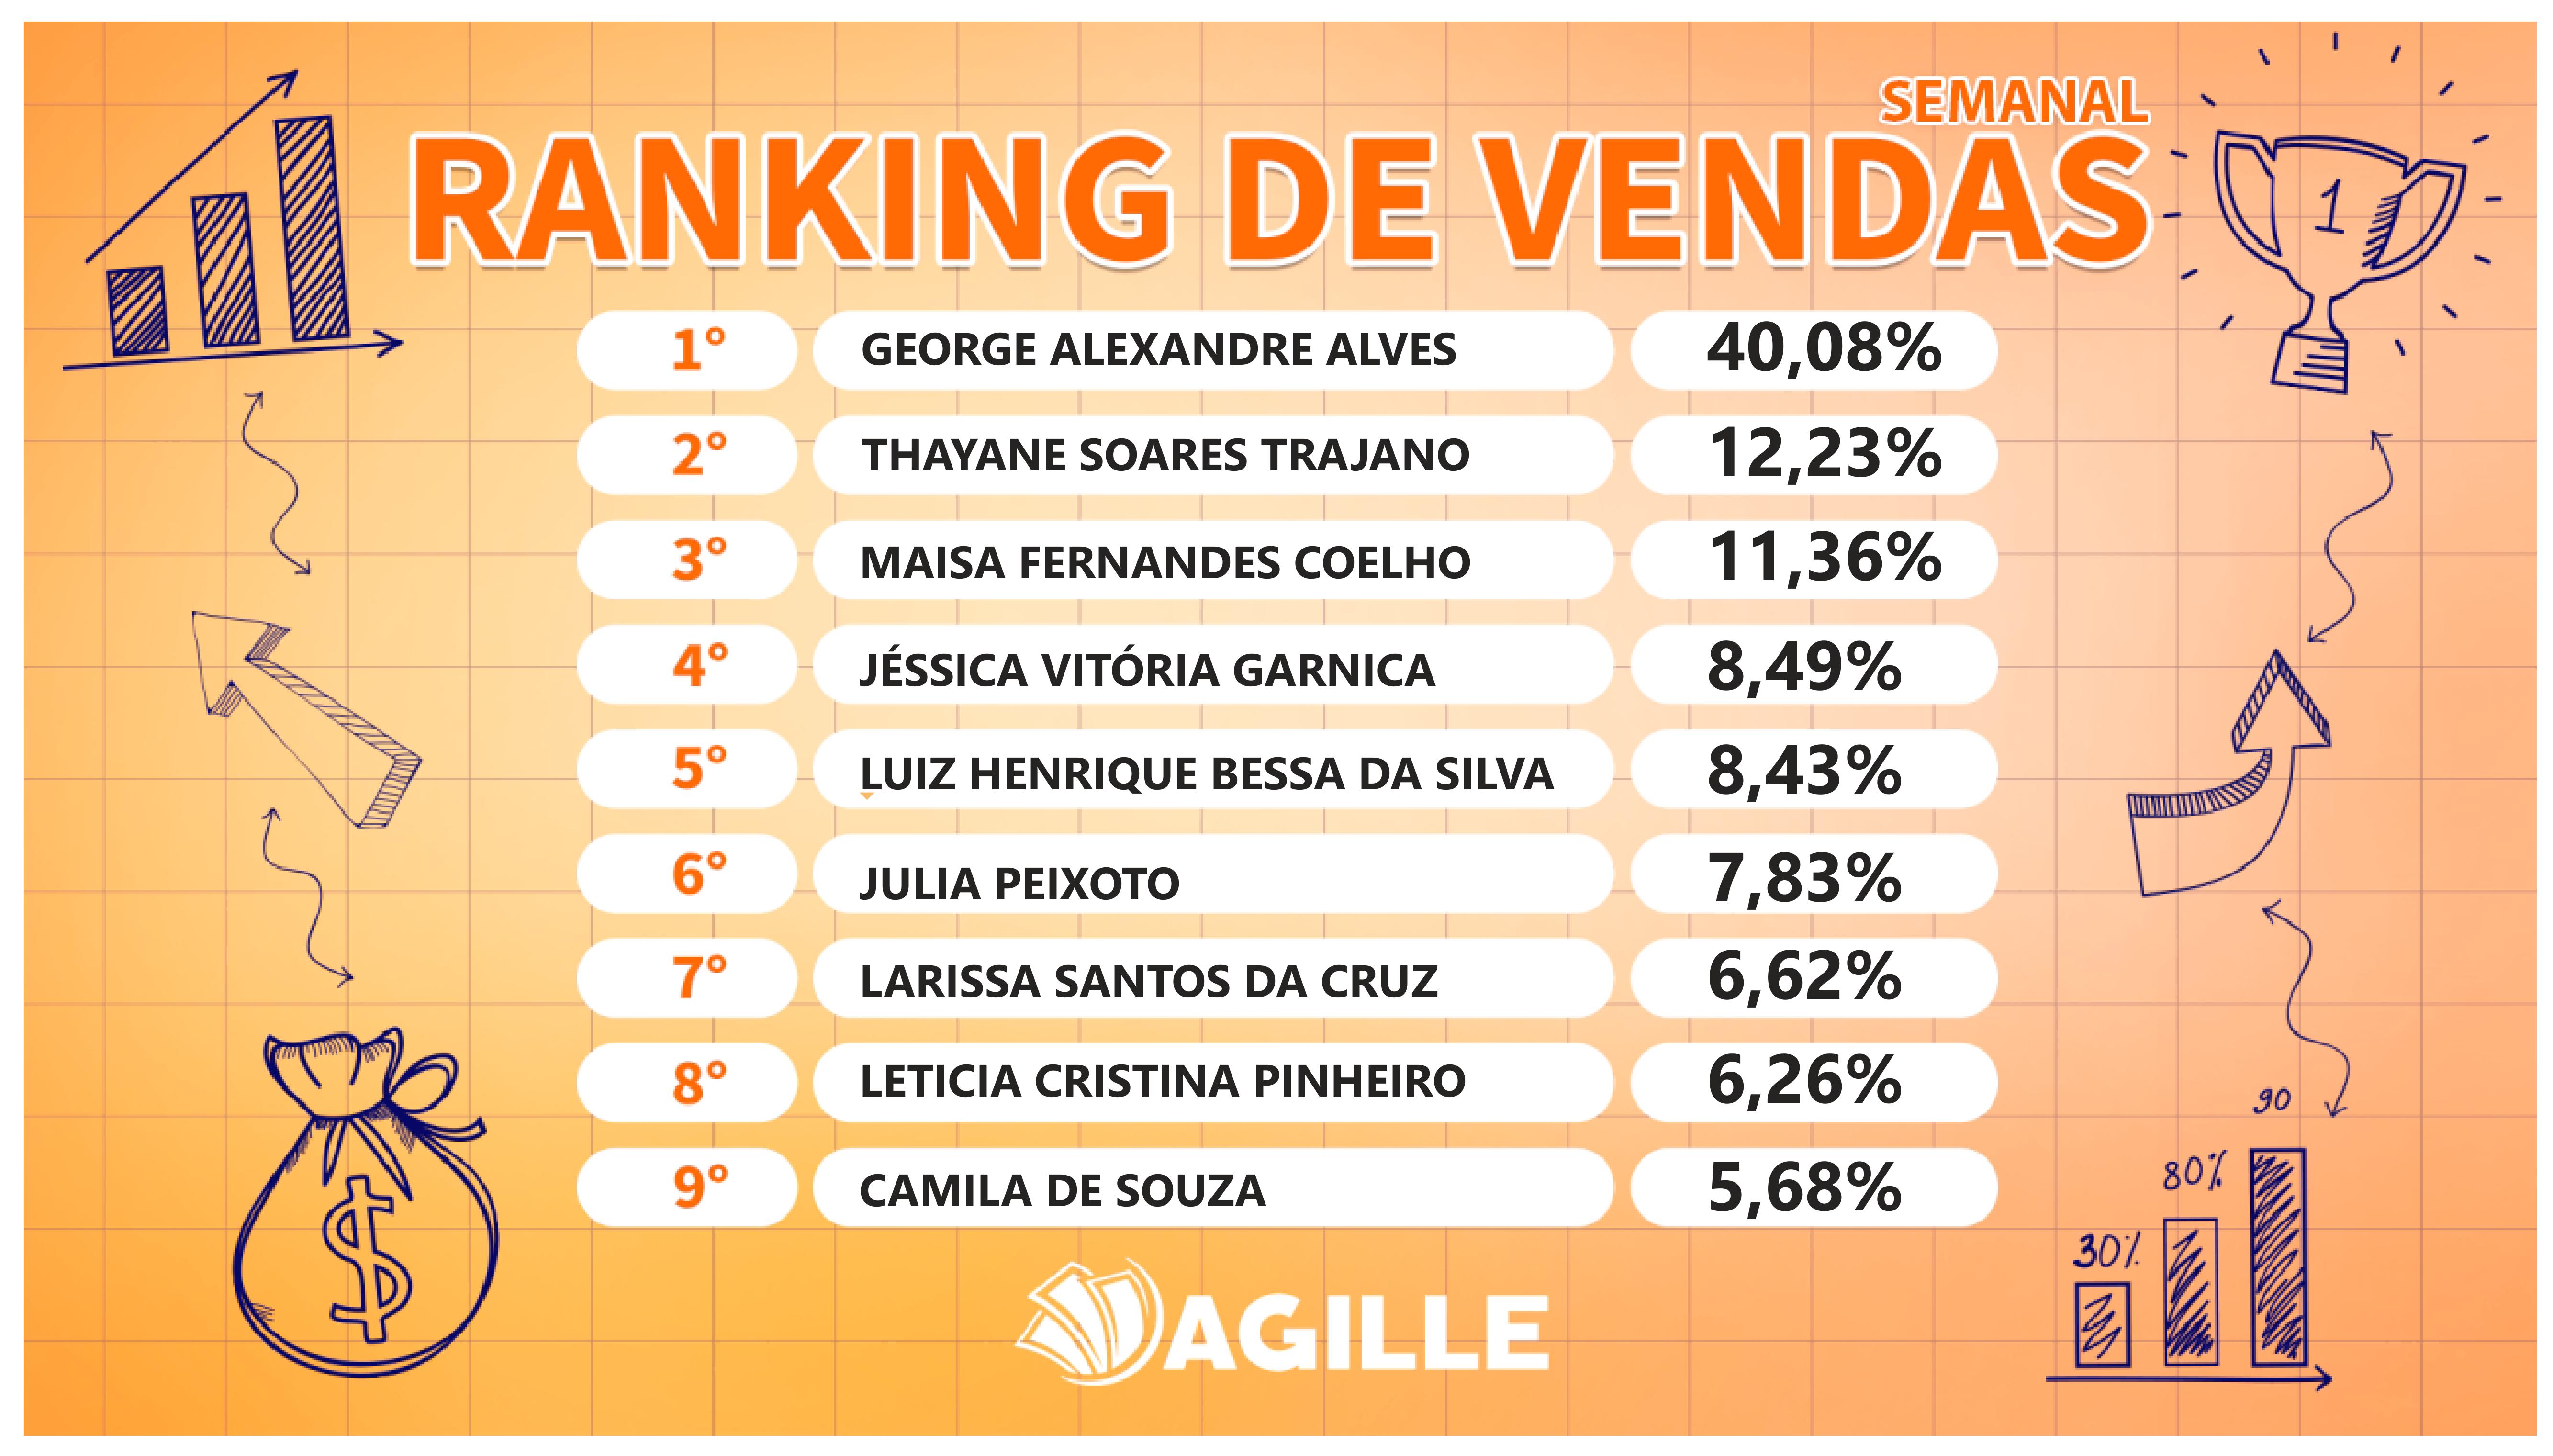 SEMANAL
RANKING DE VENDAS
1
1° GEORGE ALEXANDRE ALVES 40,08%
2° THAYANE SOARES TRAJANO 12,23%
3° MAISA FERNANDES COELHO 11,36%
4° JÉSSICA VITÓRIA GARNICA 8,49%
5° LUIZ HENRIQUE BESSA DA SILVA 8,43%
6° JULIA PEIXOTO 7,83%
7° LARISSA SANTOS DA CRUZ 6,62%
8° LETICIA CRISTINA PINHEIRO 6,26%
9° CAMILA DE SOUZA 5,68%
90
80%
30%
$
AGILLE